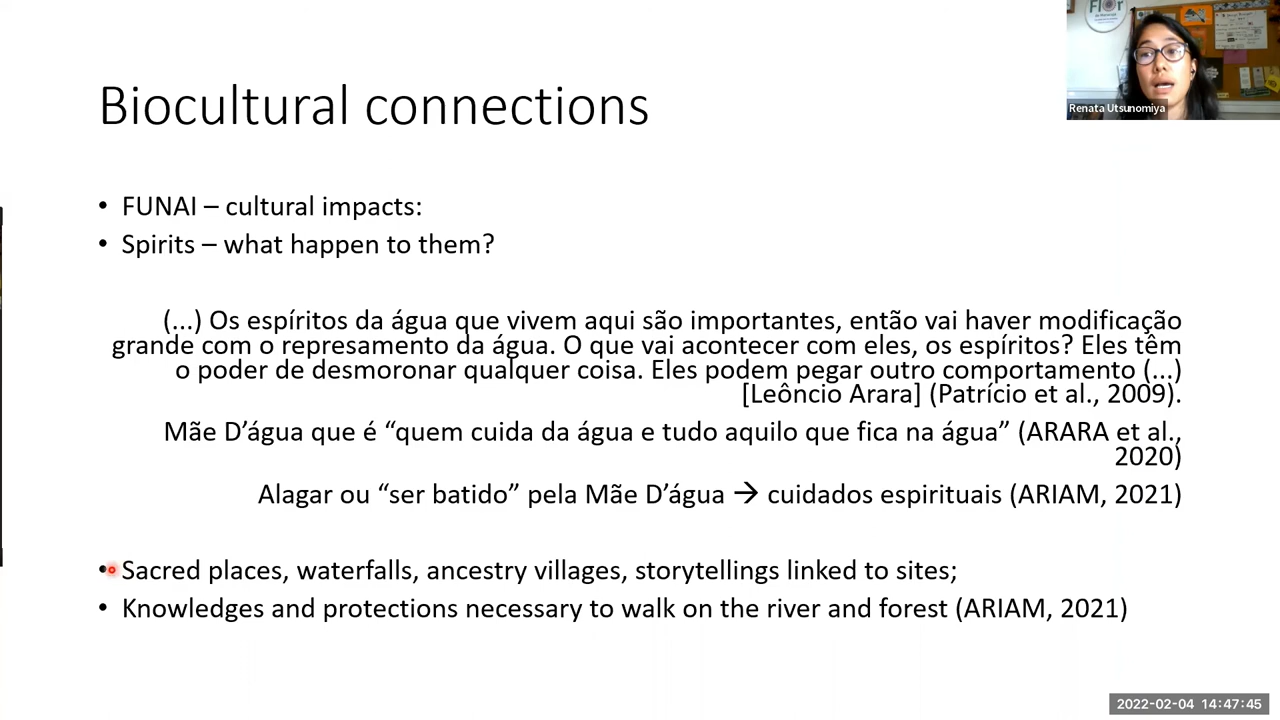 Flor
Renata Utsunomiya
Biocultural connections
• FUNAI – cultural impacts:
• Spirits – what happen to them?
(...) Os espíritos da água que vivem aqui são importantes, então vai haver modificação
grande com o represamento da água. O que vai acontecer com eles, os espíritos? Eles têm
o poder de desmoronar qualquer coisa. Eles podem pegar outro comportamento (...)
[Leôncio Arara] (Patrício et al., 2009).
Mãe D’água que é “quem cuida da água e tudo aquilo que fica na água” (ARARA et al.,
2020)
Alagar ou “ser batido” pela Mãe D’água → cuidados espirituais (ARIAM, 2021)
• Sacred places, waterfalls, ancestry villages, storytellings linked to sites;
• Knowledges and protections necessary to walk on the river and forest (ARIAM, 2021)
2022-02-04 14:47:45